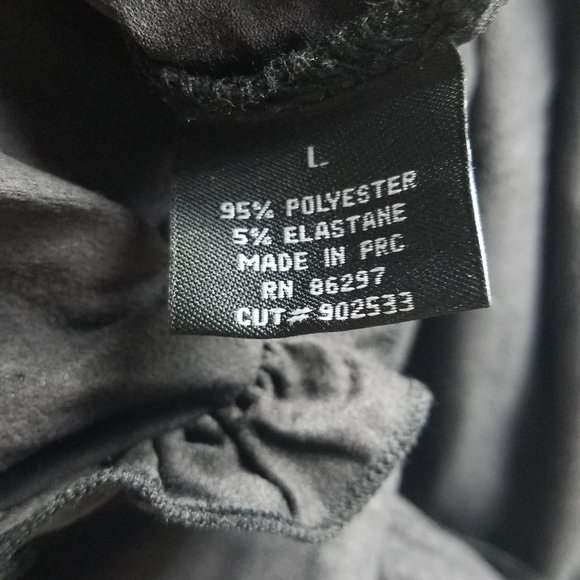 L
95% POLYESTER
5% ELASTANE
MADE IN PRC
RN 86297
CUT# 902533